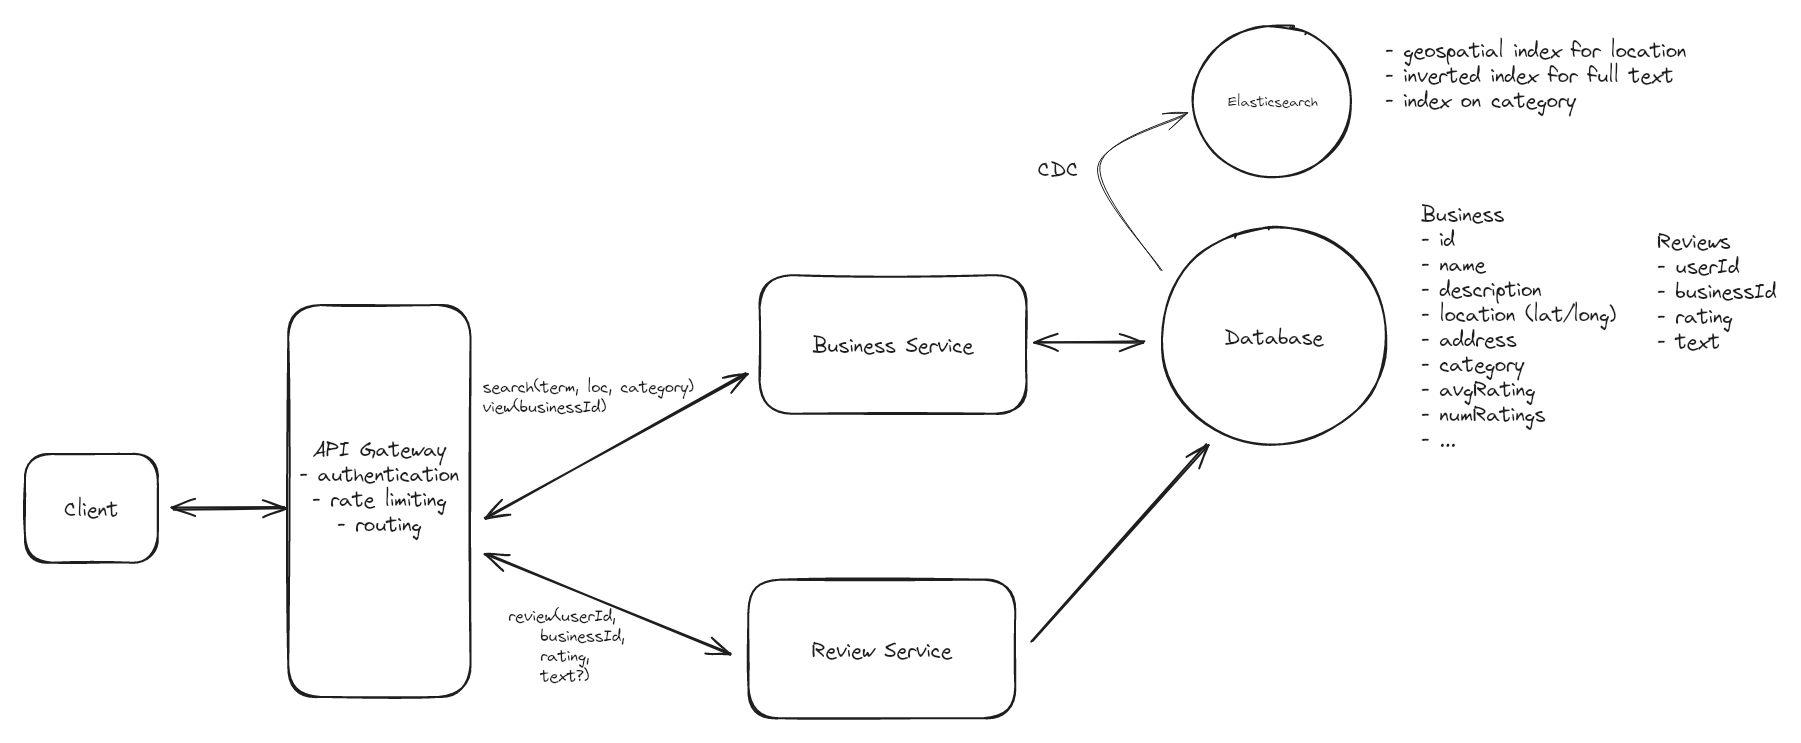 Client
API Gateway
- authentication
- rate limiting
- routing
search(term, loc, category)
view(businessId)
review(userId,
businessId,
rating,
text?)
Business Service
Review Service
CDC
Elasticsearch
- geospatial index for location
- inverted index for full text
- index on category
Database
Business
- id
- name
- description
- location (lat/long)
- address
- category
- avgRating
- numRatings
- ...
Reviews
- userId
- businessId
- rating
- text